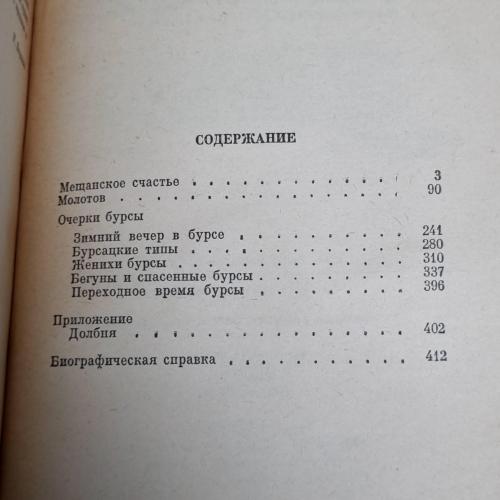 СОДЕРЖАНИЕ
Мещанское счастье . . . . . . . . . . . . 3
Молотов . . . . . . . . . . . . . . . 90
Очерки бурсы
Зимний вечер в бурсе . . . . . . . . . 241
Бурсацкие типы . . . . . . . . . . . 280
Женихи бурсы . . . . . . . . . . . . 310
Бегуны и спасенные бурсы . . . . . . . 337
Переходное время бурсы . . . . . . . . 396
Приложение
Долбня . . . . . . . . . . . . . . 402
Биографическая справка . . . . . . . . . . 412